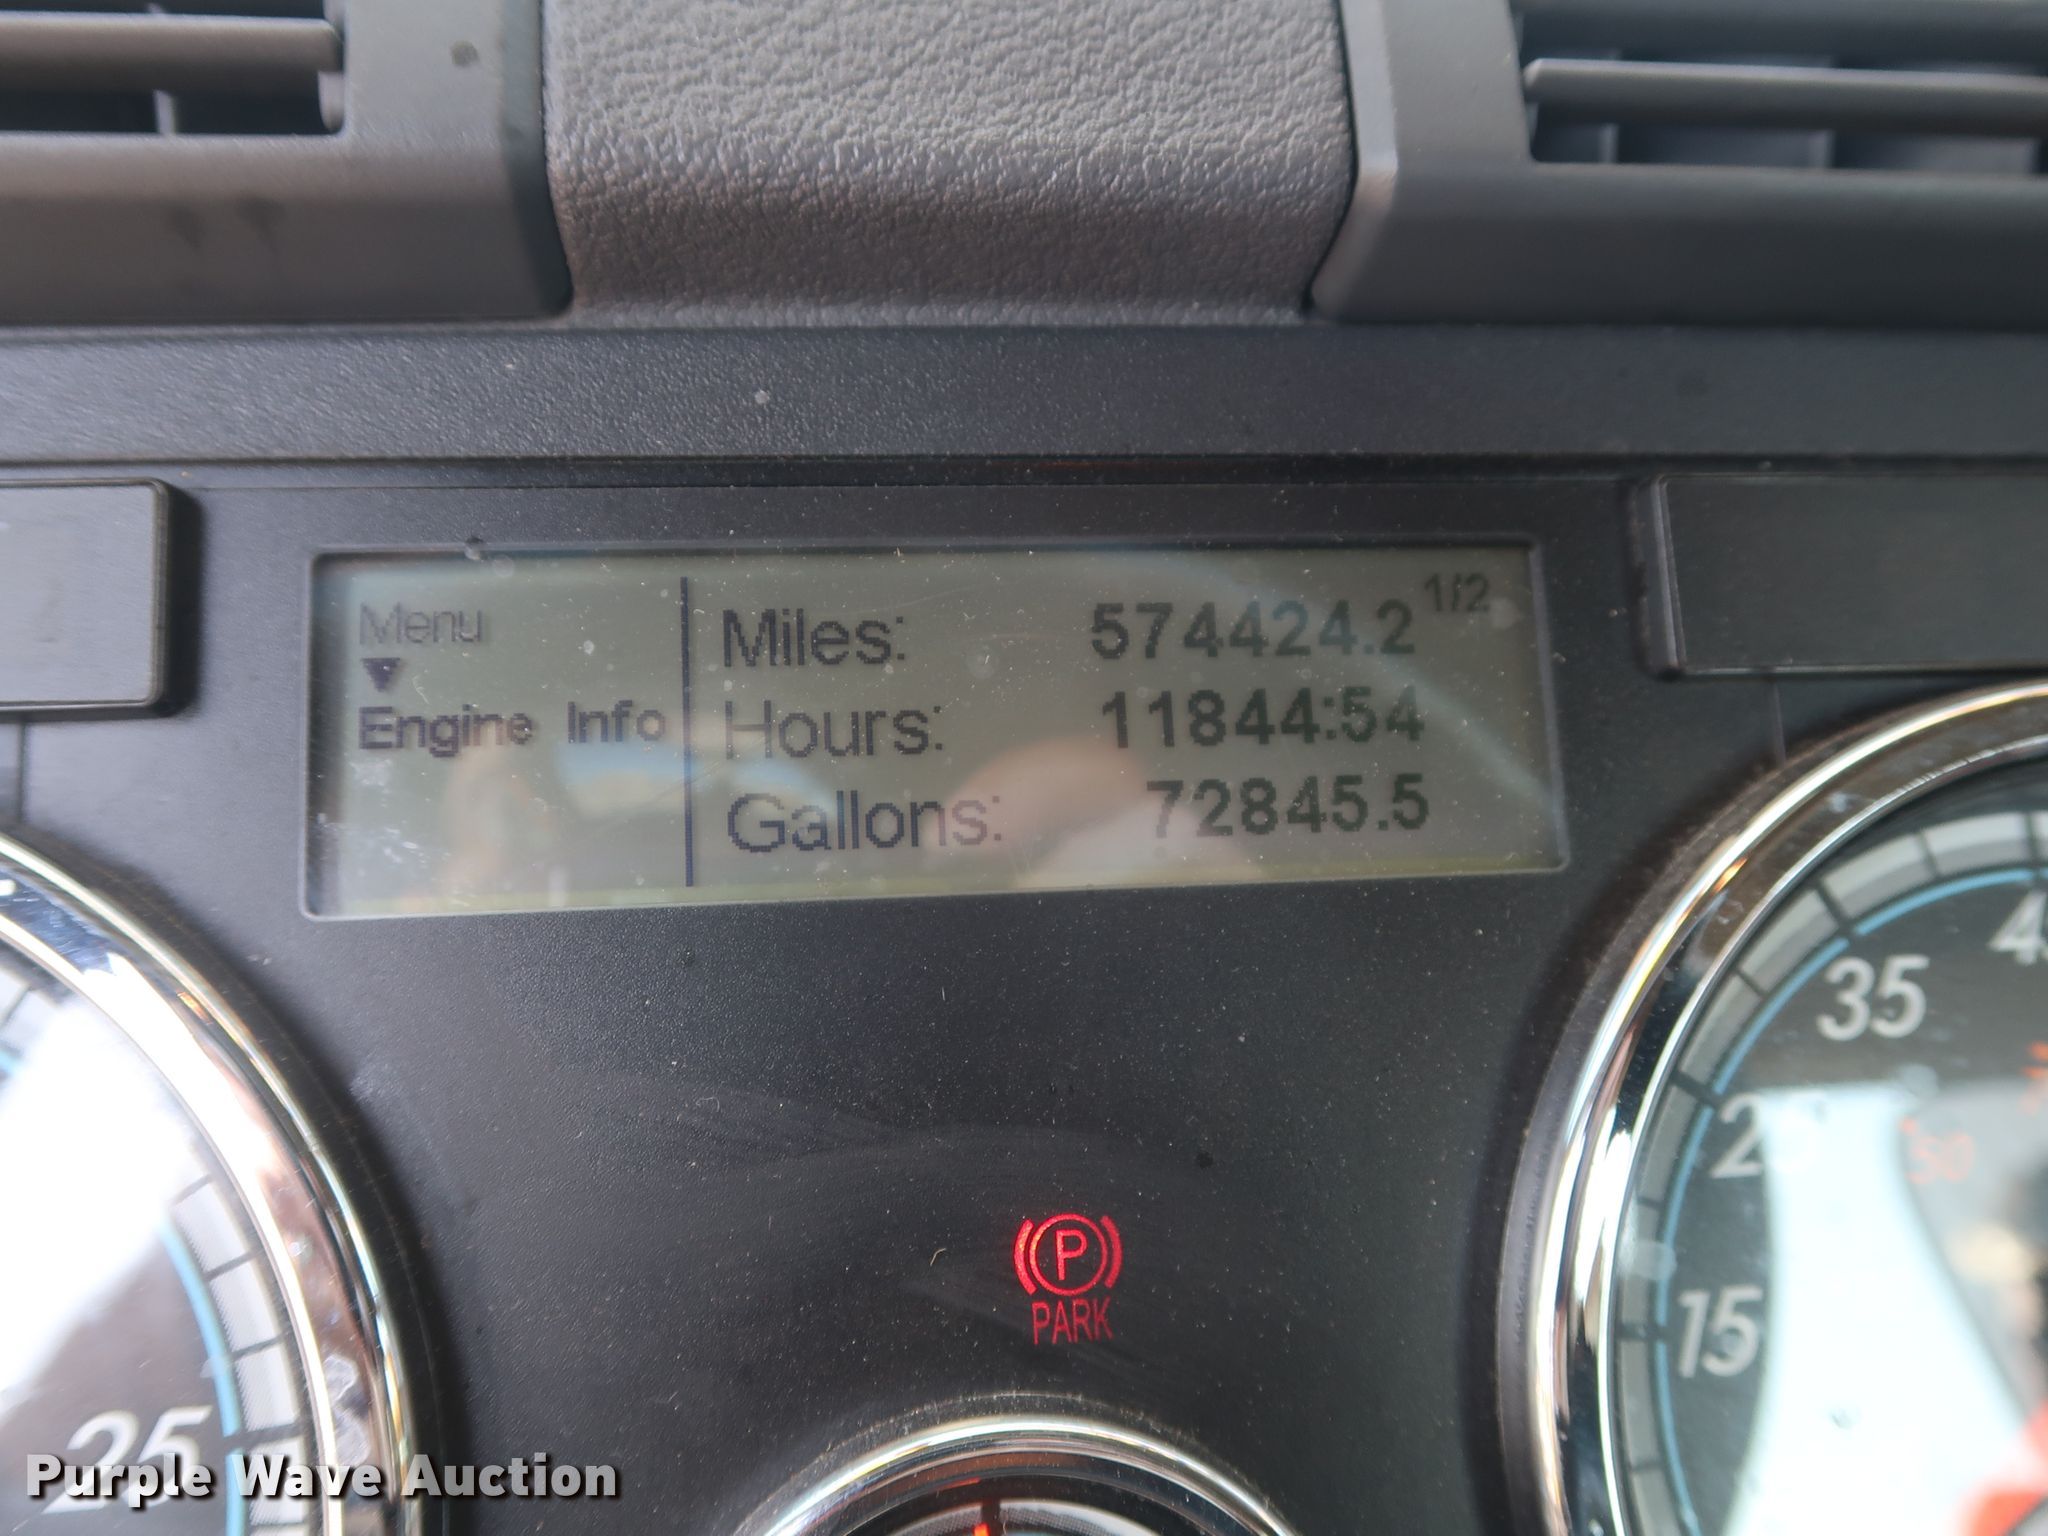 Menu
Engine Info
Miles: 574424.2 1/2
Hours: 11844:54
Gallons: 72845.5
35
25
15
P
PARK
25
Purple Wave Auction